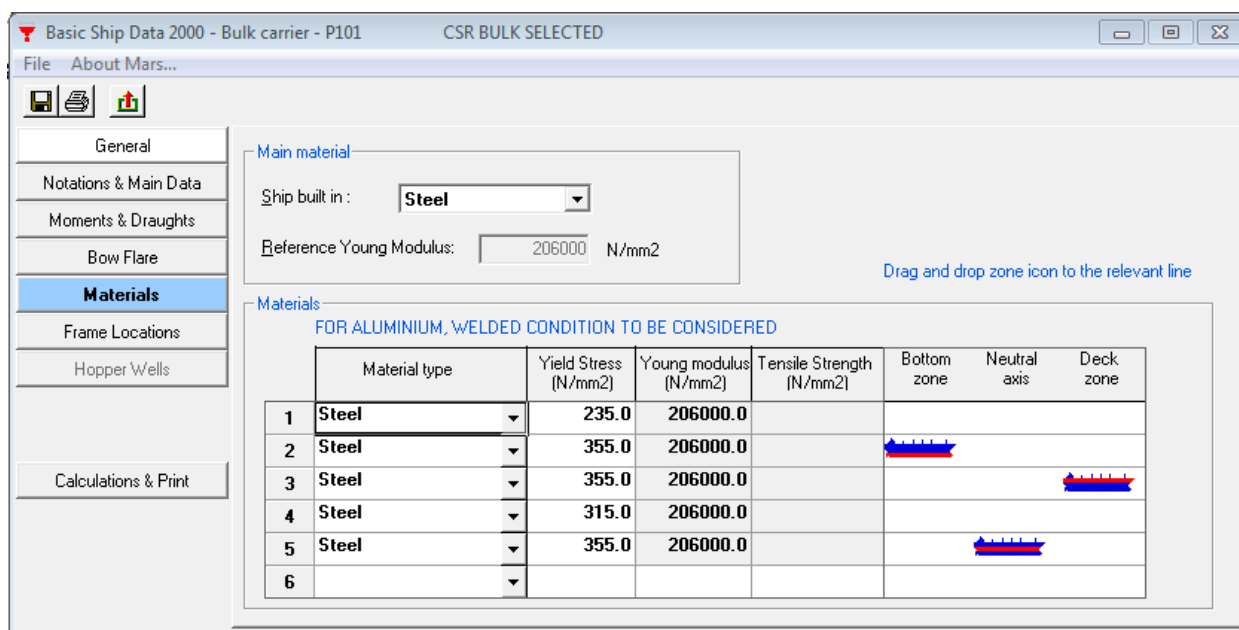 Basic Ship Data 2000 - Bulk carrier - P101 CSR BULK SELECTED
File About Mars...
General
Notations & Main Data
Moments & Draughts
Bow Flare
Materials
Frame Locations
Hopper Wells
Calculations & Print
Main material
Ship built in : Steel
Reference Young Modulus: 206000 N/mm2
Drag and drop zone icon to the relevant line
Materials
FOR ALUMINIUM, WELDED CONDITION TO BE CONSIDERED
Material type Yield Stress (N/mm2) Young modulus (N/mm2) Tensile Strength (N/mm2) Bottom zone Neutral axis Deck zone
1 Steel 235.0 206000.0
2 Steel 355.0 206000.0
3 Steel 355.0 206000.0
4 Steel 315.0 206000.0
5 Steel 355.0 206000.0
6